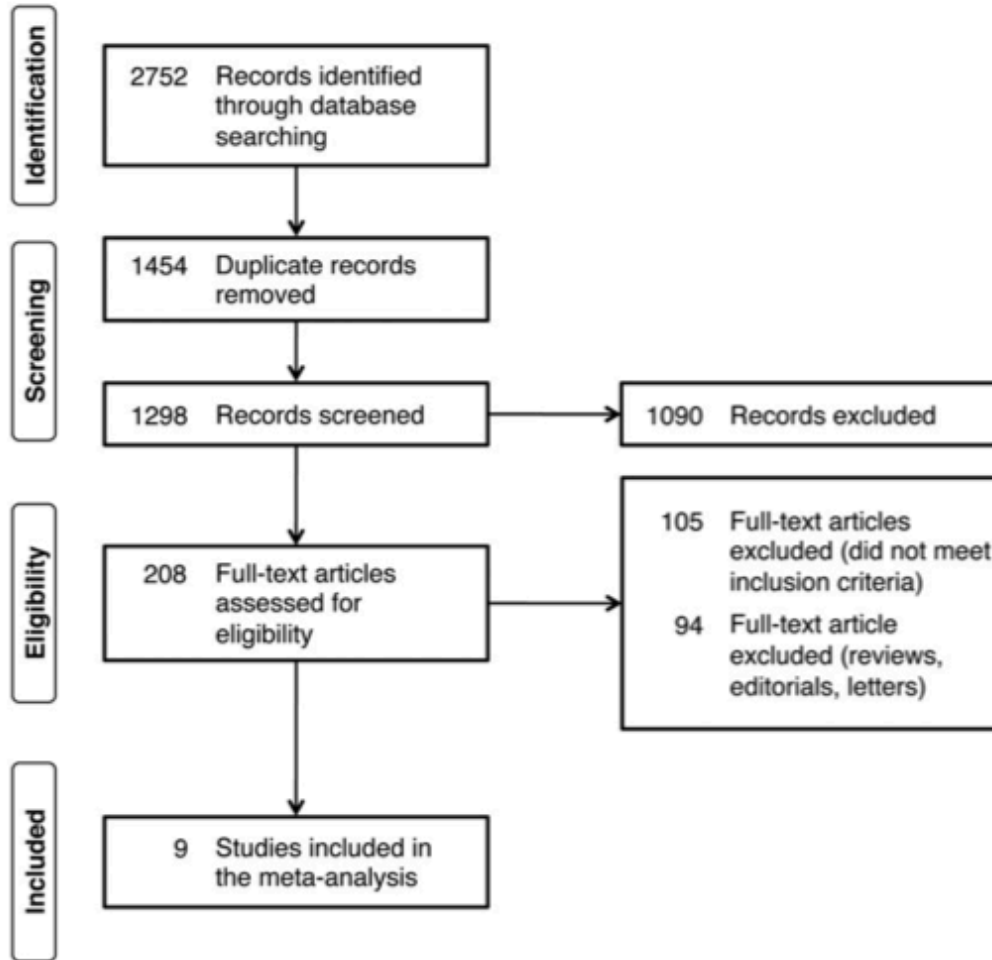 Identification
2752 Records identified
through database
searching
Screening
1454 Duplicate records
removed
1298 Records screened
1090 Records excluded
Eligibility
208 Full-text articles
assessed for
eligibility
105 Full-text articles
excluded (did not meet
inclusion criteria)
94 Full-text article
excluded (reviews,
editorials, letters)
Included
9 Studies included in
the meta-analysis